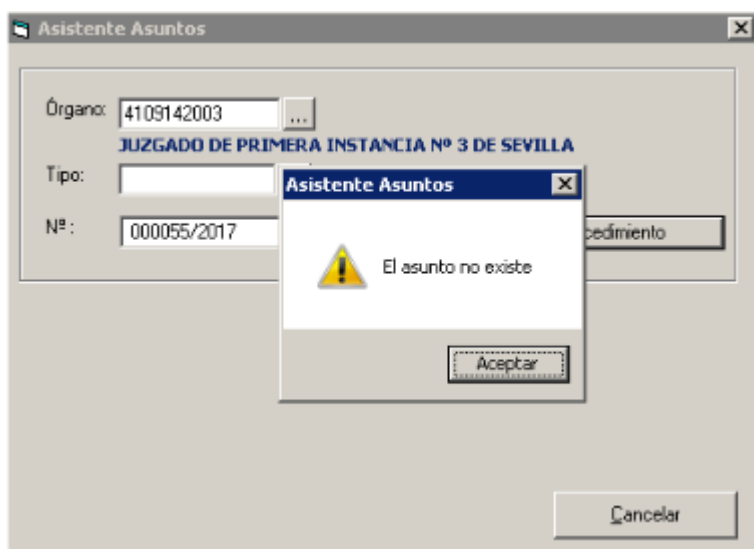 Asistente Asuntos
Órgano: 4109142003 ...
JUZGADO DE PRIMERA INSTANCIA Nº 3 DE SEVILLA
Tipo:
Asistente Asuntos
Nº : 000055/2017
cedimiento
El asunto no existe
Aceptar
Cancelar